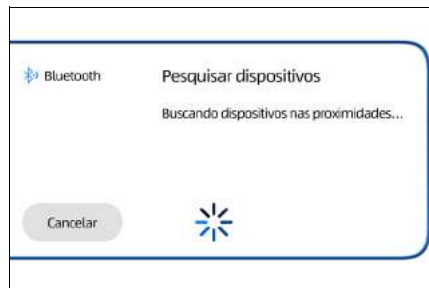 Bluetooth
Pesquisar dispositivos
Buscando dispositivos nas proximidades...
Cancelar